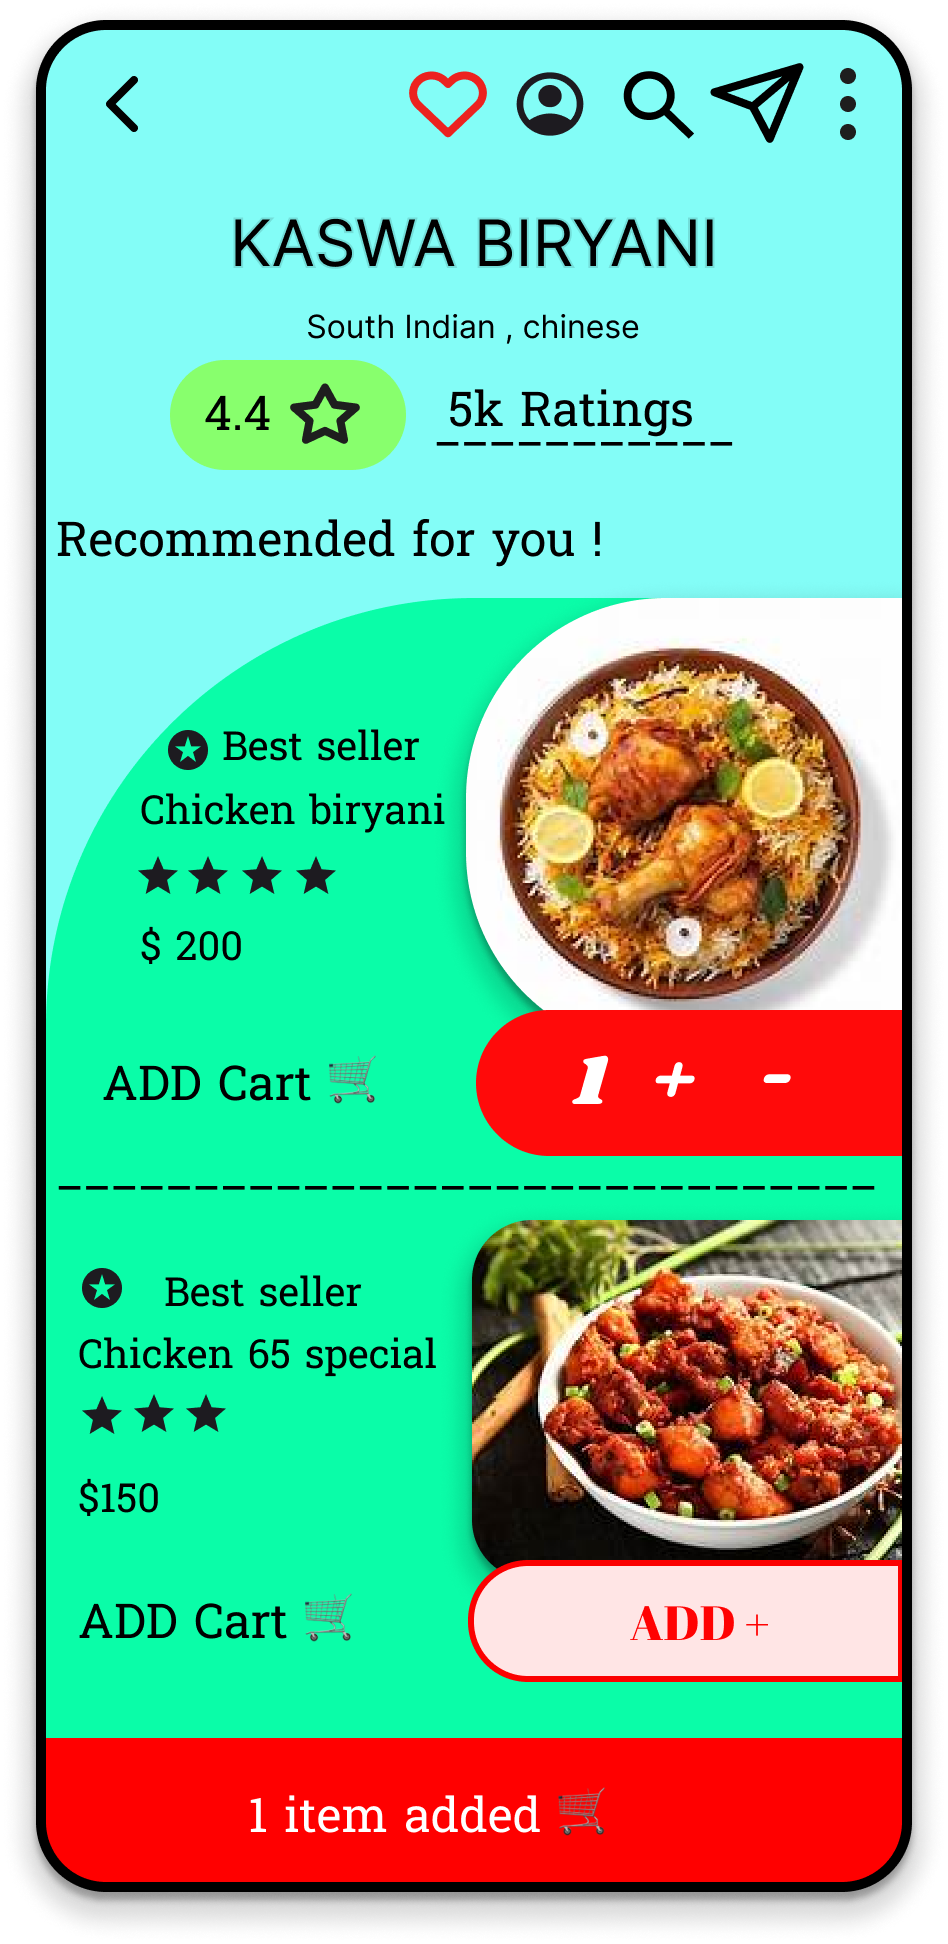 KASWA BIRYANI
South Indian , chinese
4.4
5k Ratings
Recommended for you !
Best seller
Chicken biryani
$ 200
ADD Cart
1 + -
Best seller
Chicken 65 special
$150
ADD Cart
ADD +
1 item added